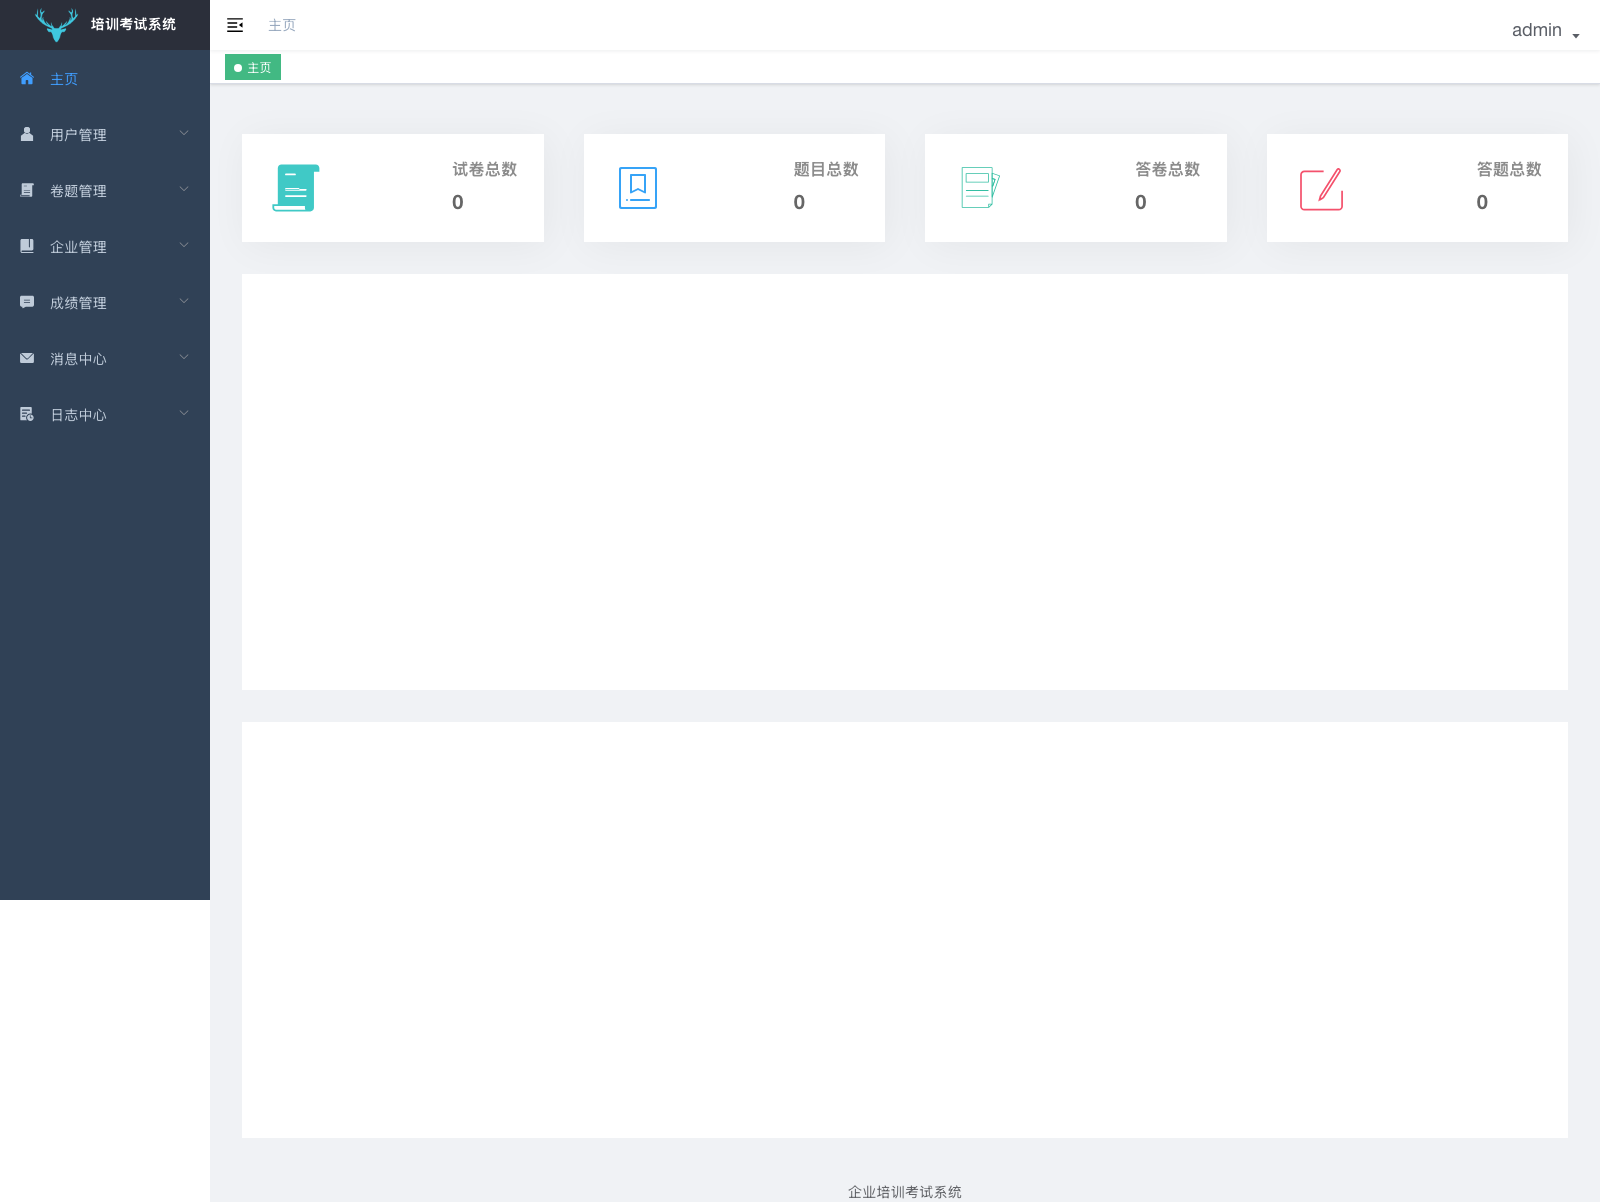 培训考试系统
主页
admin
主页
主页
用户管理
卷题管理
企业管理
成绩管理
消息中心
日志中心
试卷总数
0
题目总数
0
答卷总数
0
答题总数
0
企业培训考试系统